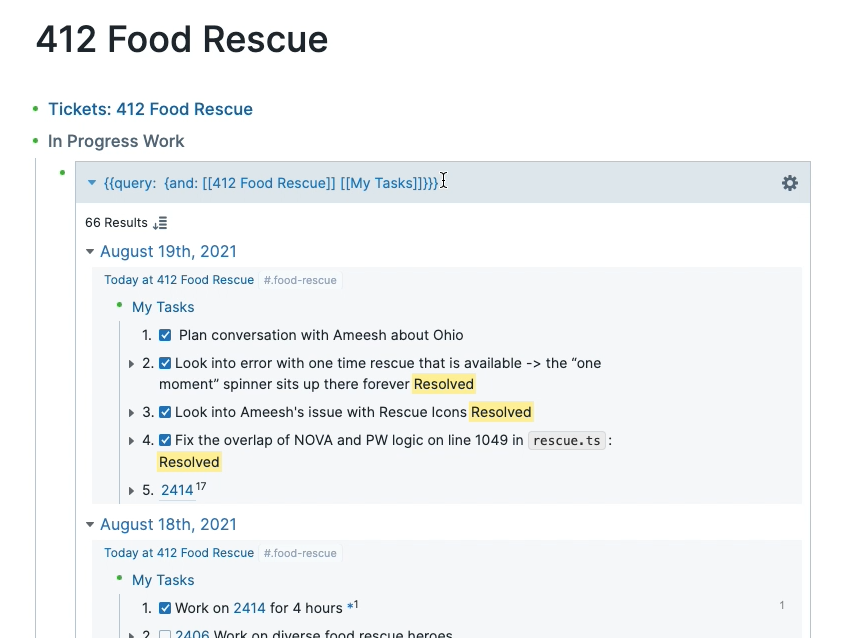 412 Food Rescue
Tickets: 412 Food Rescue
In Progress Work
{{query: {and: [[412 Food Rescue]] [[My Tasks]]}}}
66 Results
August 19th, 2021
Today at 412 Food Rescue #.food-rescue
My Tasks
1. Plan conversation with Ameesh about Ohio
2. Look into error with one time rescue that is available -> the “one
moment” spinner sits up there forever Resolved
3. Look into Ameesh's issue with Rescue Icons Resolved
4. Fix the overlap of NOVA and PW logic on line 1049 in rescue.ts :
Resolved
5. 2414 17
August 18th, 2021
Today at 412 Food Rescue #.food-rescue
My Tasks
1. Work on 2414 for 4 hours *1 1
2. 2406 Work on diverse food rescue heroes